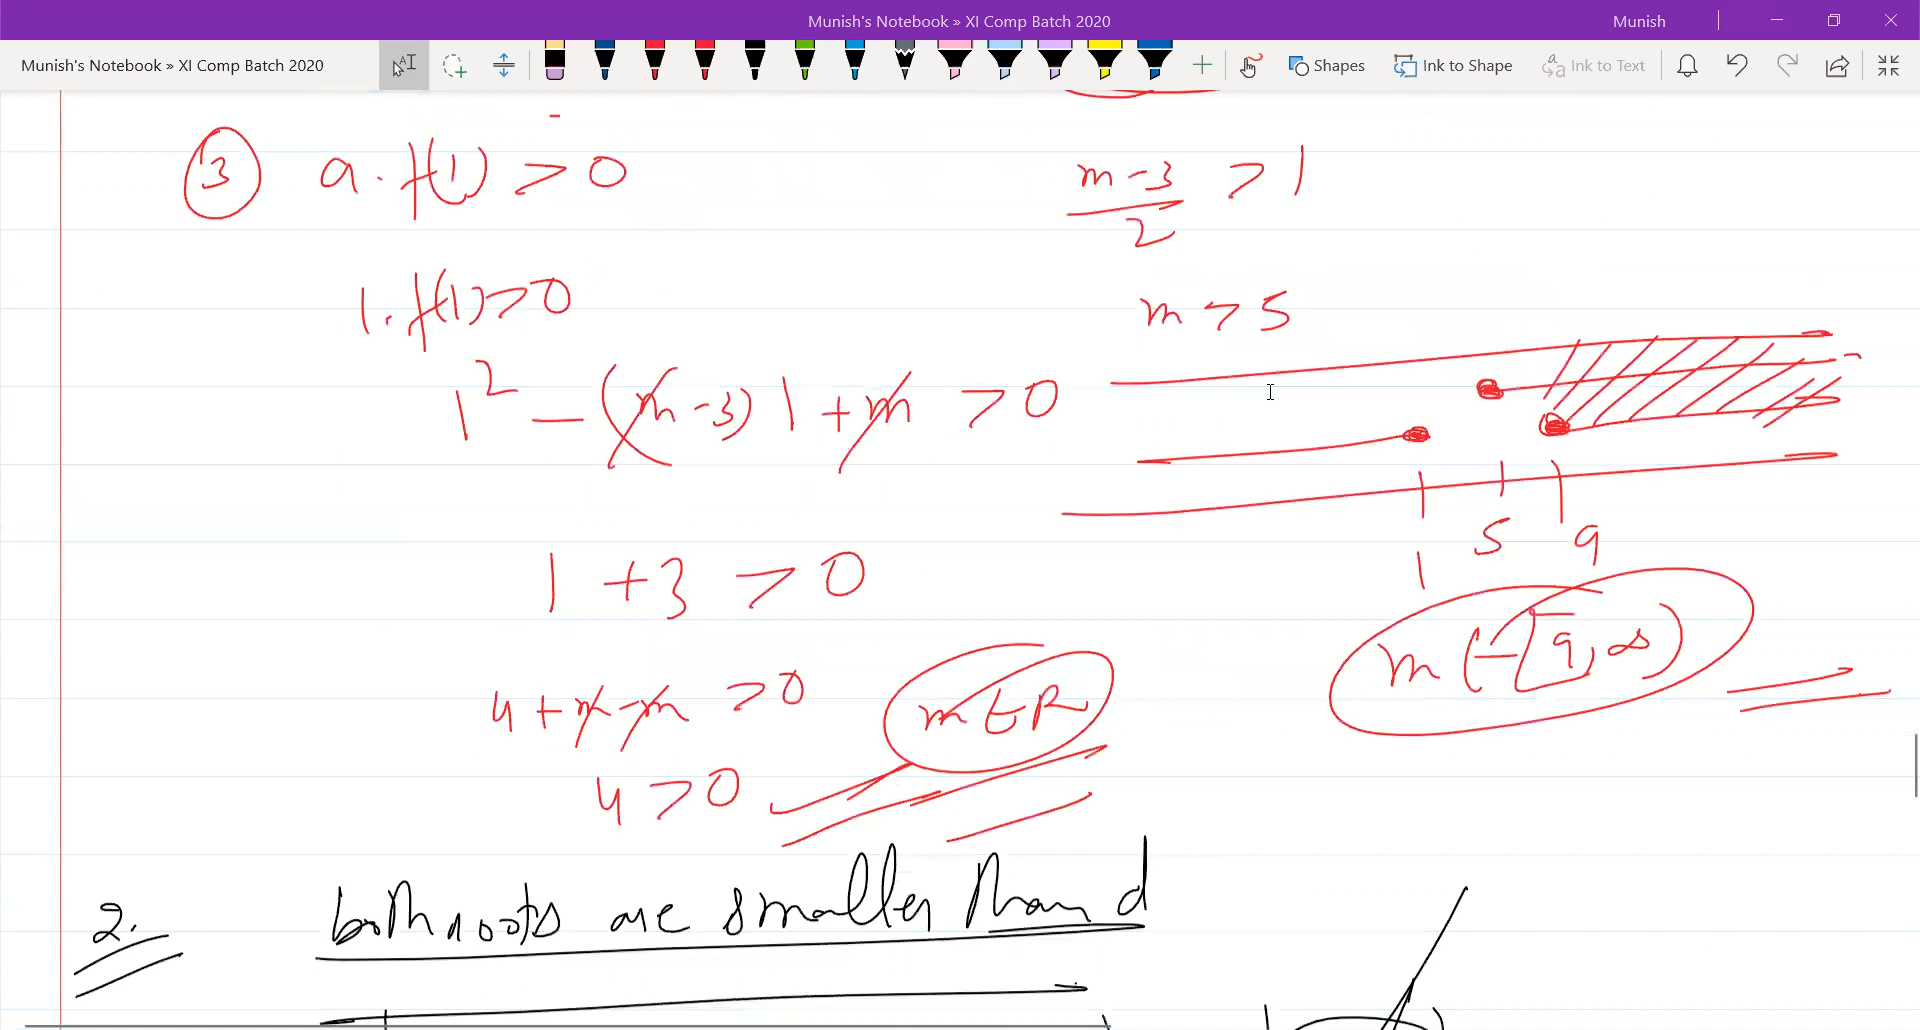 Munish's Notebook » XI Comp Batch 2020
Munish
Munish's Notebook » XI Comp Batch 2020
Shapes
Ink to Shape
Ink to Text
3 a.f(1) > 0
1.f(1) > 0
1² - (m-3) 1 + m > 0
1 + 3 > 0
4 + m - m > 0
m ∈ R
4 > 0
m-3 / 2 > 1
m > 5
1 5 9
m (- [9, ∞)
2. both roots are smaller than d